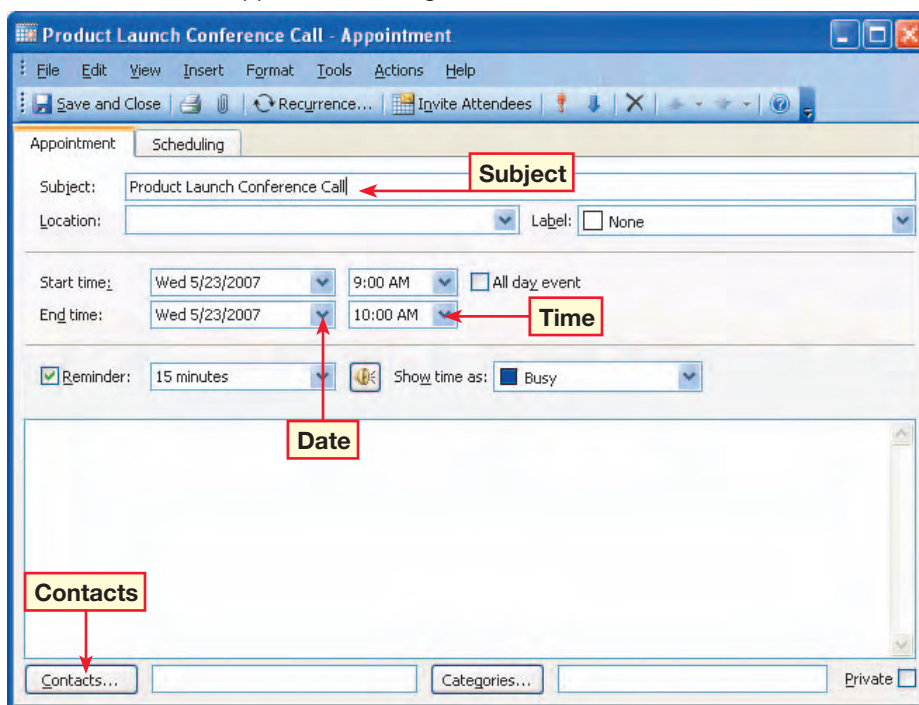 Product Launch Conference Call - Appointment
File Edit View Insert Format Tools Actions Help
Save and Close Recurrence... Invite Attendees
Appointment Scheduling
Subject: Product Launch Conference Call Subject
Location: Label: None
Start time: Wed 5/23/2007 9:00 AM All day event
End time: Wed 5/23/2007 10:00 AM Time
Reminder: 15 minutes Show time as: Busy
Date
Contacts
Contacts... Categories... Private